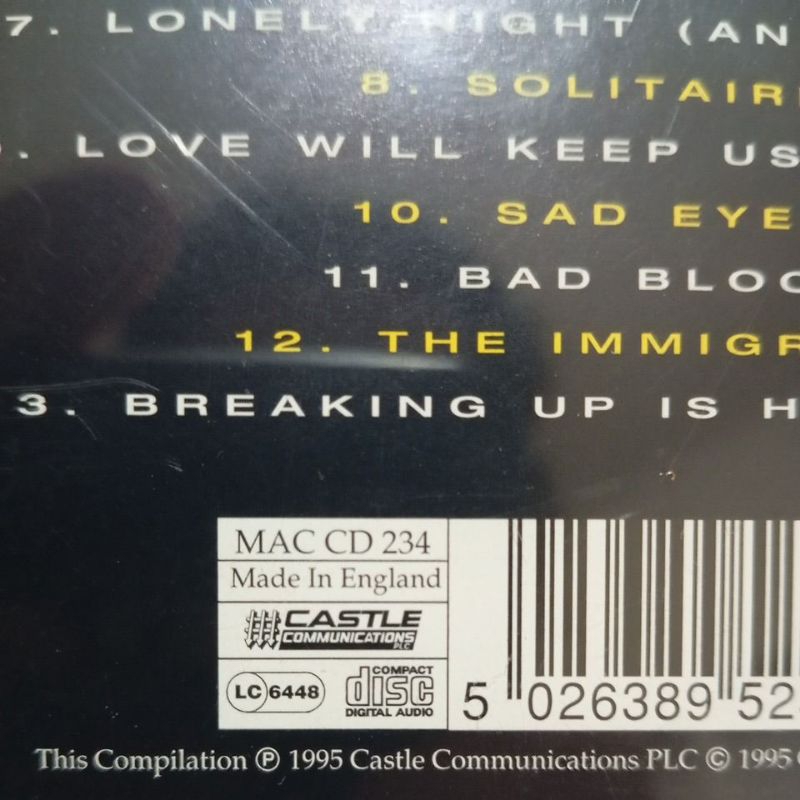 7. LONELY NIGHT (AN
8. SOLITAIR
. LOVE WILL KEEP US
10. SAD EYE
11. BAD BLOO
12. THE IMMIGR
3. BREAKING UP IS H
MAC CD 234
Made In England
CASTLE
COMMUNICATIONS
PLC
LC 6448
COMPACT
disc
DIGITAL AUDIO
5 026389 52
This Compilation ℗ 1995 Castle Communications PLC © 1995